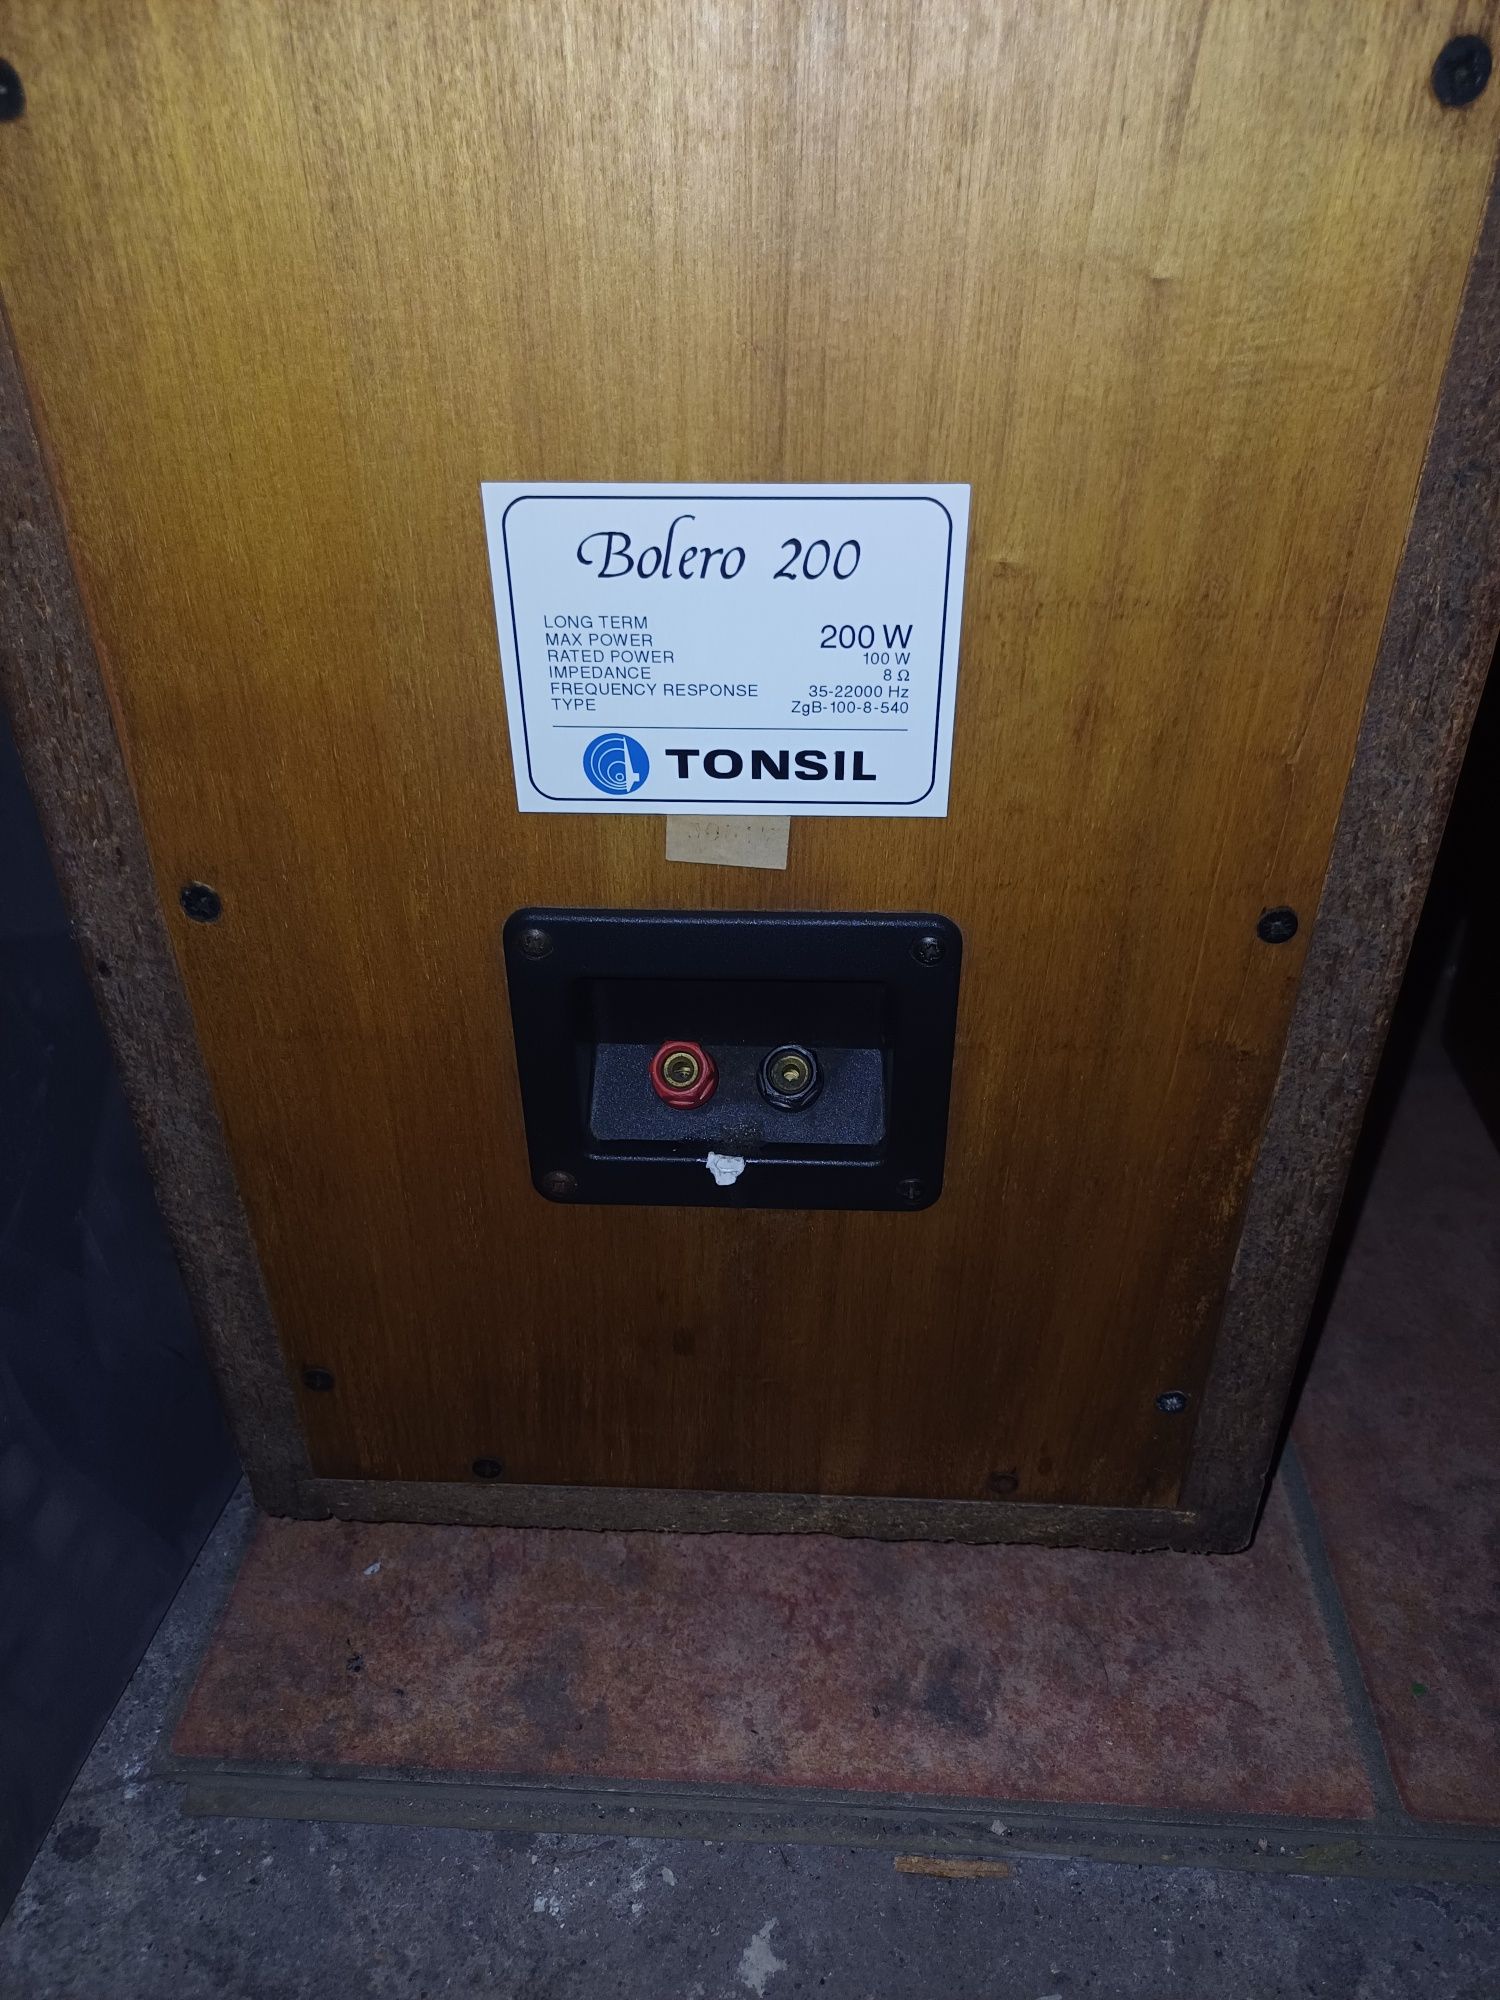 Bolero 200
LONG TERM
MAX POWER 200 W
RATED POWER 100 W
IMPEDANCE 8 Ω
FREQUENCY RESPONSE 35-22000 Hz
TYPE ZgB-100-8-540
TONSIL